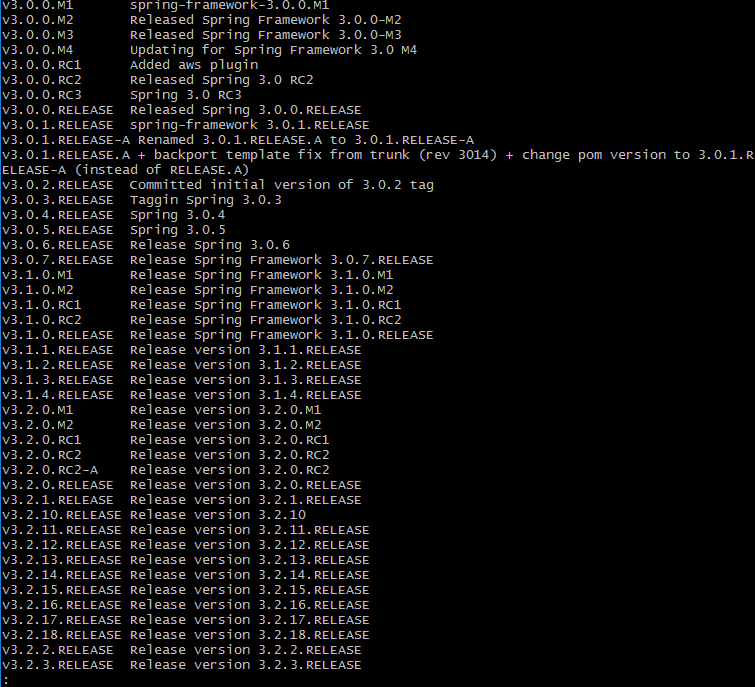 v3.0.0.M1       spring-framework-3.0.0.M1
v3.0.0.M2       Released Spring Framework 3.0.0-M2
v3.0.0.M3       Released Spring Framework 3.0.0-M3
v3.0.0.M4       Updating for Spring Framework 3.0 M4
v3.0.0.RC1      Added aws plugin
v3.0.0.RC2      Released Spring 3.0 RC2
v3.0.0.RC3      Spring 3.0 RC3
v3.0.0.RELEASE  Released Spring 3.0.0.RELEASE
v3.0.1.RELEASE  spring-framework 3.0.1.RELEASE
v3.0.1.RELEASE-A Renamed 3.0.1.RELEASE.A to 3.0.1.RELEASE-A
v3.0.1.RELEASE.A + backport template fix from trunk (rev 3014) + change pom version to 3.0.1.R
ELEASE-A (instead of RELEASE.A)
v3.0.2.RELEASE  Committed initial version of 3.0.2 tag
v3.0.3.RELEASE  Taggin Spring 3.0.3
v3.0.4.RELEASE  Spring 3.0.4
v3.0.5.RELEASE  Spring 3.0.5
v3.0.6.RELEASE  Release Spring 3.0.6
v3.0.7.RELEASE  Release Spring Framework 3.0.7.RELEASE
v3.1.0.M1       Release Spring Framework 3.1.0.M1
v3.1.0.M2       Release Spring Framework 3.1.0.M2
v3.1.0.RC1      Release Spring Framework 3.1.0.RC1
v3.1.0.RC2      Release Spring Framework 3.1.0.RC2
v3.1.0.RELEASE  Release Spring Framework 3.1.0.RELEASE
v3.1.1.RELEASE  Release version 3.1.1.RELEASE
v3.1.2.RELEASE  Release version 3.1.2.RELEASE
v3.1.3.RELEASE  Release version 3.1.3.RELEASE
v3.1.4.RELEASE  Release version 3.1.4.RELEASE
v3.2.0.M1       Release version 3.2.0.M1
v3.2.0.M2       Release version 3.2.0.M2
v3.2.0.RC1      Release version 3.2.0.RC1
v3.2.0.RC2      Release version 3.2.0.RC2
v3.2.0.RC2-A    Release version 3.2.0.RC2
v3.2.0.RELEASE  Release version 3.2.0.RELEASE
v3.2.1.RELEASE  Release version 3.2.1.RELEASE
v3.2.10.RELEASE Release version 3.2.10
v3.2.11.RELEASE Release version 3.2.11.RELEASE
v3.2.12.RELEASE Release version 3.2.12.RELEASE
v3.2.13.RELEASE Release version 3.2.13.RELEASE
v3.2.14.RELEASE Release version 3.2.14.RELEASE
v3.2.15.RELEASE Release version 3.2.15.RELEASE
v3.2.16.RELEASE Release version 3.2.16.RELEASE
v3.2.17.RELEASE Release version 3.2.17.RELEASE
v3.2.18.RELEASE Release version 3.2.18.RELEASE
v3.2.2.RELEASE  Release version 3.2.2.RELEASE
v3.2.3.RELEASE  Release version 3.2.3.RELEASE
: